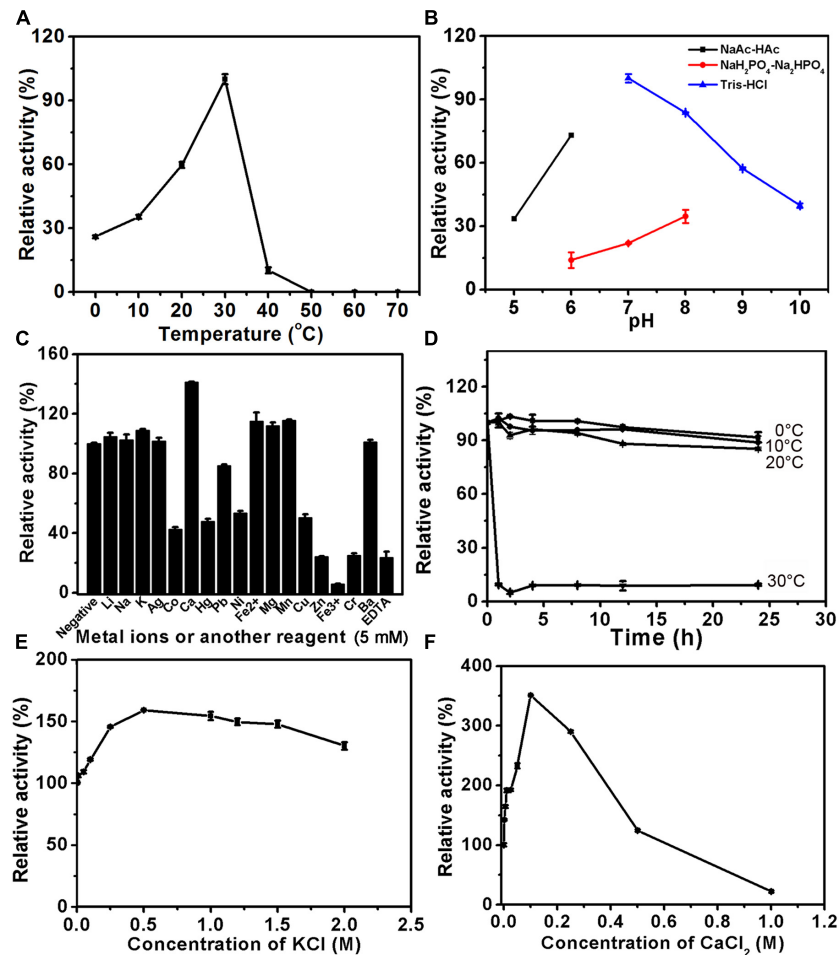 A
Relative activity (%)
120
90
60
30
0
0 10 20 30 40 50 60 70
Temperature (°C)
B
Relative activity (%)
120
90
60
30
0
NaAc-HAc
NaH2PO4-Na2HPO4
Tris-HCl
5 6 7 8 9 10
pH
C
Relative activity (%)
160
120
80
40
0
Negative Li Na K Ag Co Ca Hg Pb Ni Fe2+ Mg Mn Cu Zn Fe3+ Cr Ba EDTA
Metal ions or another reagent (5 mM)
D
Relative activity (%)
120
90
60
30
0
0°C
10°C
20°C
30°C
0 5 10 15 20 25 30
Time (h)
E
Relative activity (%)
200
150
100
50
0
0.0 0.5 1.0 1.5 2.0 2.5
Concentration of KCl (M)
F
Relative activity (%)
400
300
200
100
0
0.0 0.2 0.4 0.6 0.8 1.0 1.2
Concentration of CaCl2 (M)